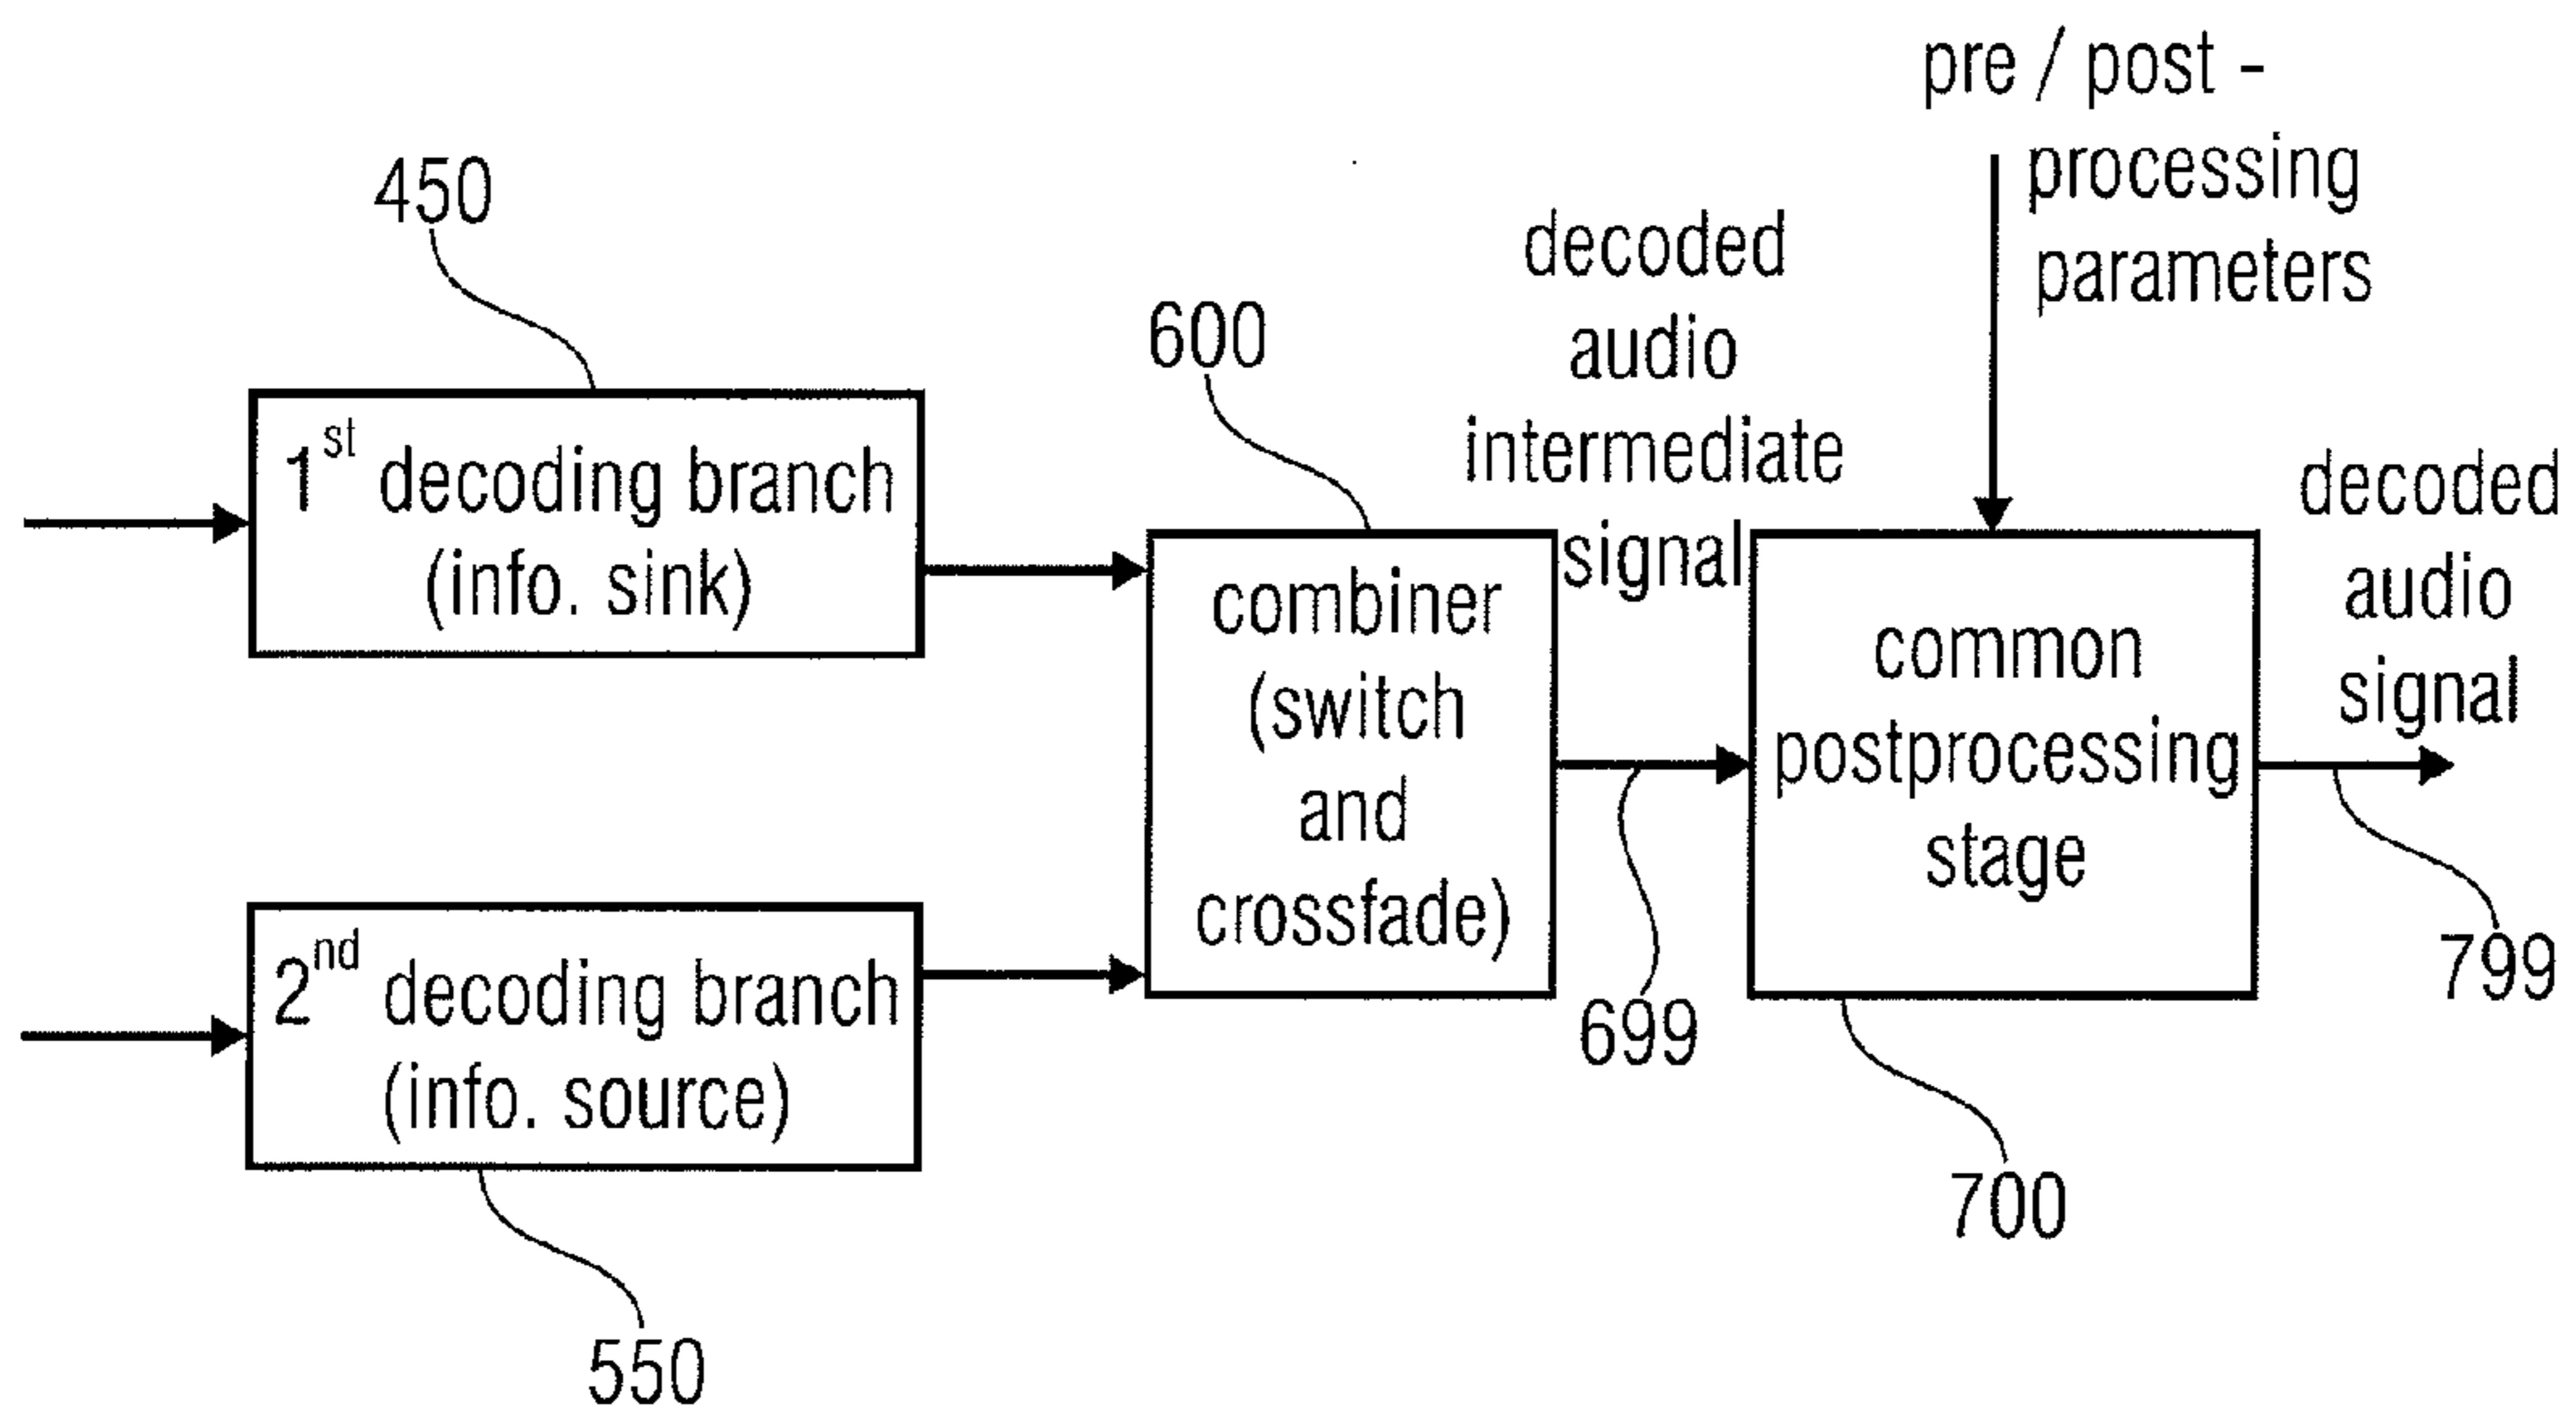 pre / post -
processing
parameters
450
decoded
audio
intermediate
signal
600
1st decoding branch
(info. sink)
decoded
audio
signal
combiner
(switch
and
crossfade)
common
postprocessing
stage
2nd decoding branch
(info. source)
699
799
700
550